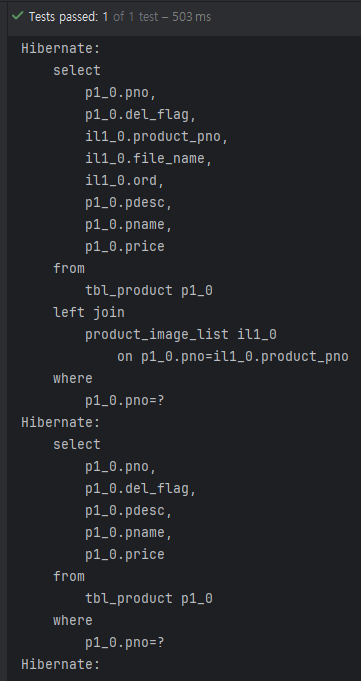 Tests passed: 1 of 1 test – 503 ms
Hibernate:
    select
        p1_0.pno,
        p1_0.del_flag,
        il1_0.product_pno,
        il1_0.file_name,
        il1_0.ord,
        p1_0.pdesc,
        p1_0.pname,
        p1_0.price
    from
        tbl_product p1_0
    left join
        product_image_list il1_0
            on p1_0.pno=il1_0.product_pno
    where
        p1_0.pno=?
Hibernate:
    select
        p1_0.pno,
        p1_0.del_flag,
        p1_0.pdesc,
        p1_0.pname,
        p1_0.price
    from
        tbl_product p1_0
    where
        p1_0.pno=?
Hibernate: